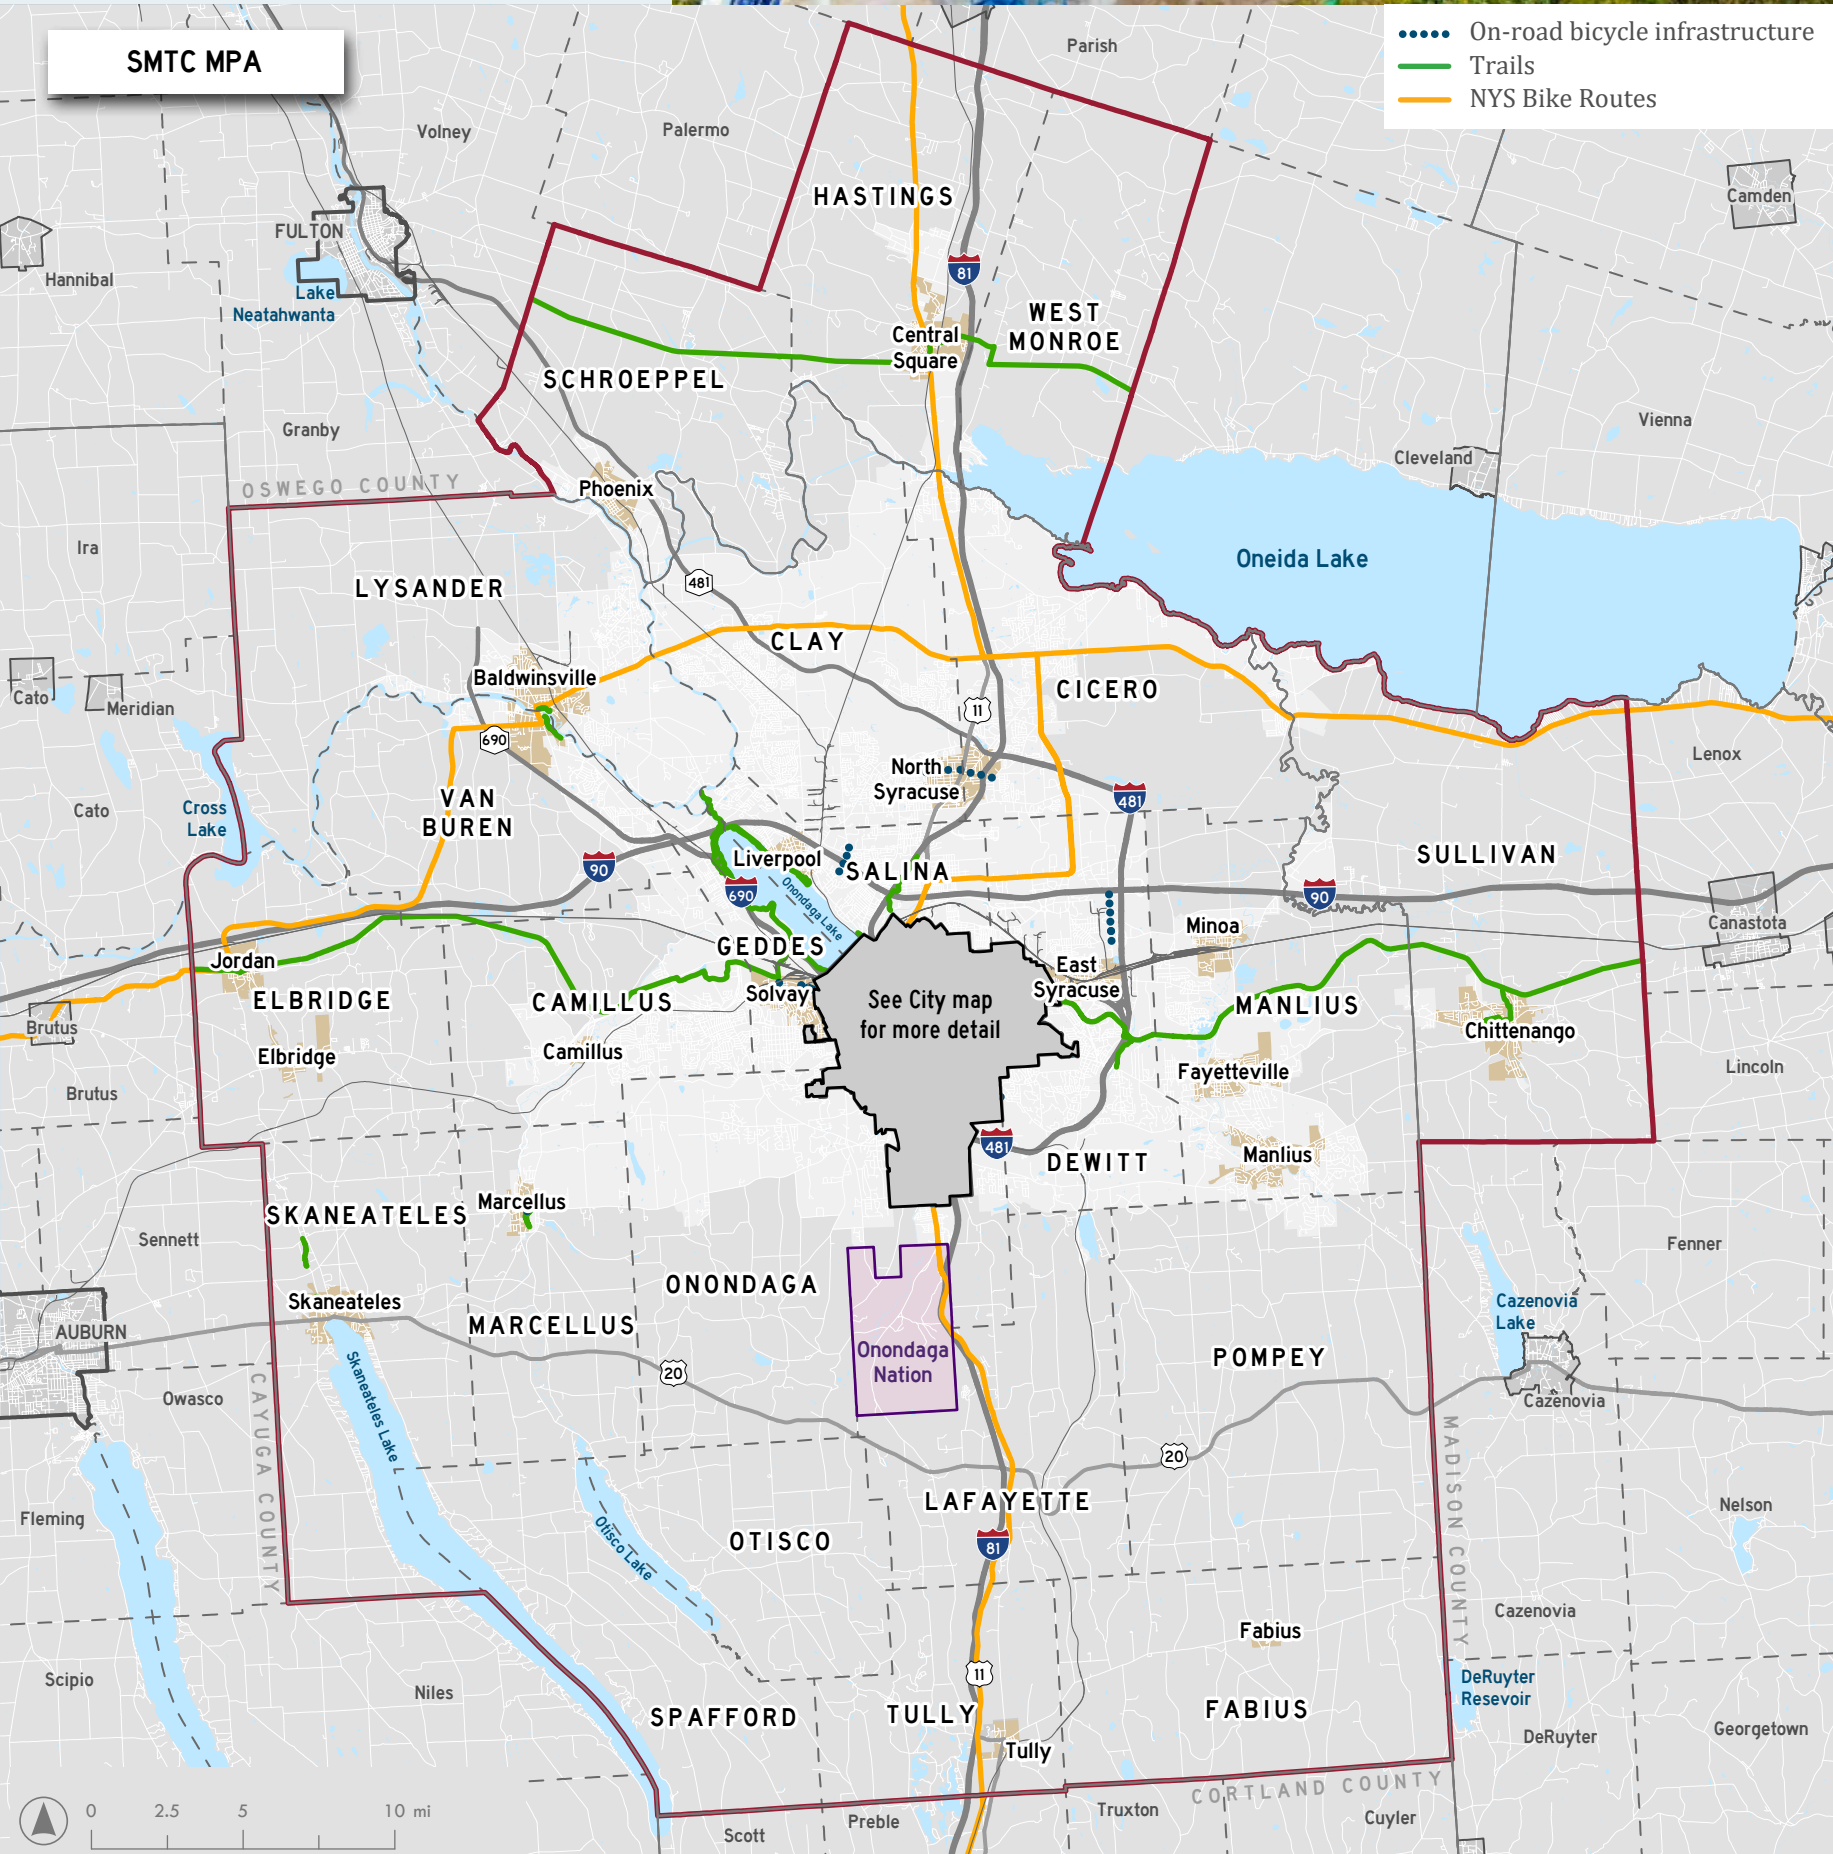 SMTC MPA
On-road bicycle infrastructure
Trails
NYS Bike Routes
Parish
Volney
Palermo
Camden
HASTINGS
FULTON
Hannibal
81
Lake
Neatahwanta
WEST
MONROE
Central
Square
SCHROEPPEL
Granby
Vienna
Cleveland
OSWEGO COUNTY
Phoenix
Ira
Oneida Lake
LYSANDER
481
CLAY
Baldwinsville
CICERO
Cato
Meridian
11
690
Lenox
North
Syracuse
VAN
BUREN
481
Cato
Cross
Lake
Liverpool
SALINA
SULLIVAN
90
690
Onondaga Lake
90
Canastota
Minoa
GEDDES
Jordan
East
Syracuse
Solvay
ELBRIDGE
CAMILLUS
See City map
for more detail
MANLIUS
Brutus
Chittenango
Elbridge
Camillus
Fayetteville
Lincoln
Brutus
481
DEWITT
Manlius
Marcellus
SKANEATELES
Sennett
Fenner
ONONDAGA
Skaneateles
Cazenovia
Lake
MARCELLUS
AUBURN
Onondaga
Nation
POMPEY
20
Skaneateles Lake
Owasco
CAYUGA COUNTY
Cazenovia
MADISON COUNTY
20
LAFAYETTE
Fleming
Nelson
Otisco Lake
OTISCO
81
Cazenovia
Fabius
Scipio
11
DeRuyter
Resevoir
Niles
SPAFFORD
TULLY
FABIUS
Georgetown
DeRuyter
Tully
CORTLAND COUNTY
0 2.5 5 10 mi
Truxton
Cuyler
Preble
Scott